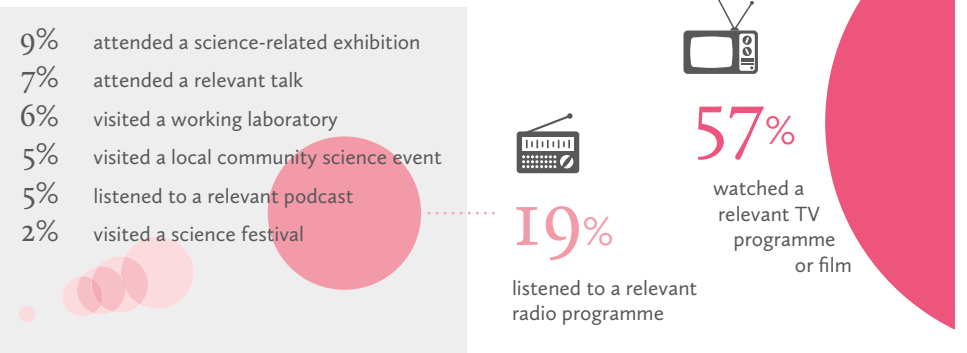 9% attended a science-related exhibition
7% attended a relevant talk
6% visited a working laboratory
5% visited a local community science event
5% listened to a relevant podcast
2% visited a science festival
19%
listened to a relevant
radio programme
57%
watched a
relevant TV
programme
or film